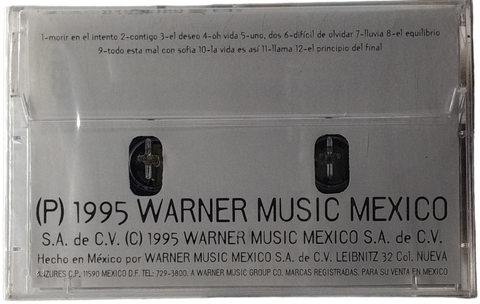 1-morir en el intento 2-contigo 3-el deseo 4-oh vida 5-uno, dos 6-difícil de olvidar 7-lluvia 8-el equilibrio
9-todo esta mal con sofia 10-la vida es así 11-llama 12-el principio del final
(P) 1995 WARNER MUSIC MEXICO
S.A. de C.V. (C) 1995 WARNER MUSIC MEXICO S.A. de C.V.
Hecho en México por WARNER MUSIC MEXICO S.A. de C.V. LEIBNITZ 32 Col. NUEVA
ANZURES C.P. 11590 MEXICO D.F. TEL: 729-3800. A WARNER MUSIC GROUP CO. MARCAS REGISTRADAS. PARA SU VENTA EN MEXICO